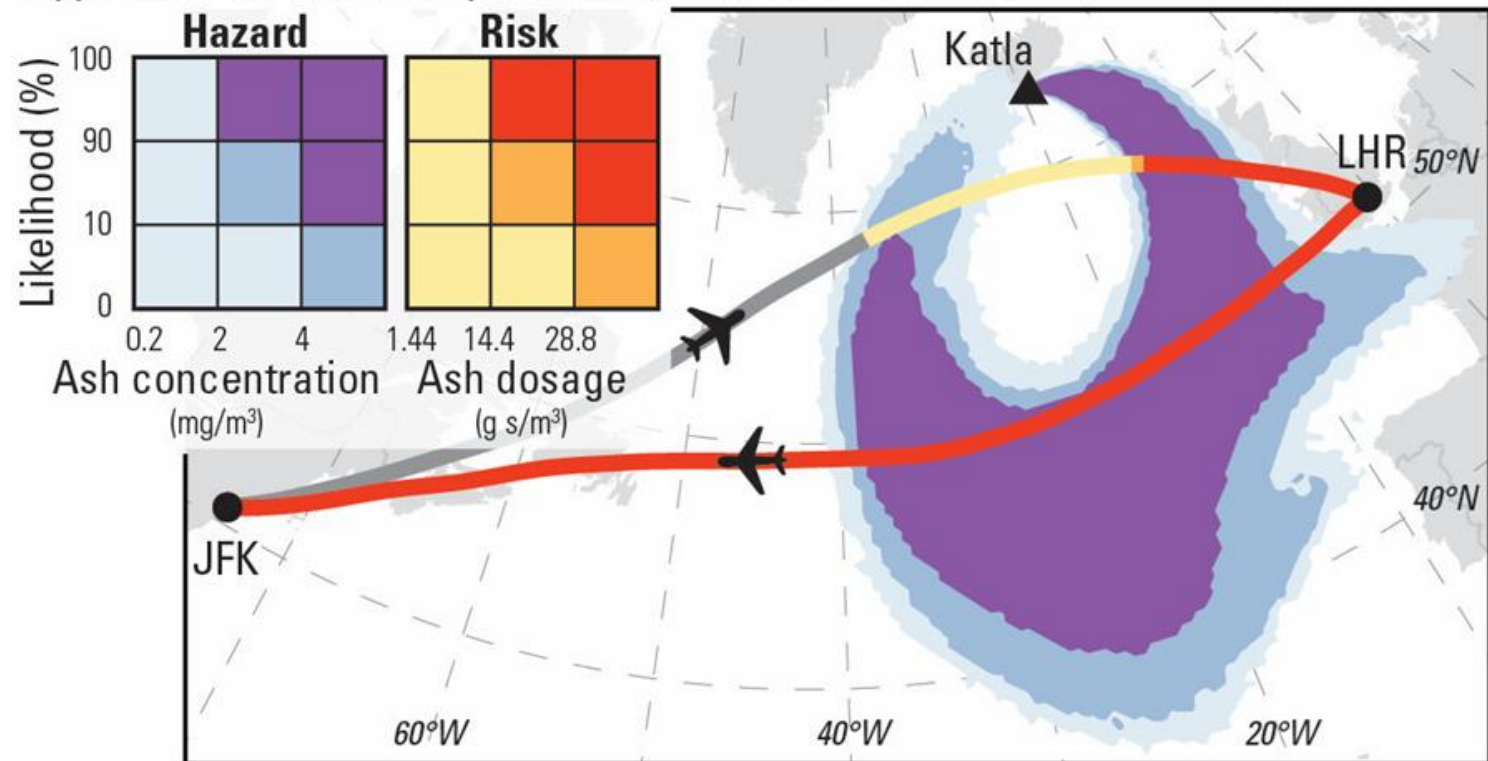 Hazard
Risk
Likelihood (%)
100
90
10
0
0.2 2 4
1.44 14.4 28.8
Ash concentration
(mg/m³)
Ash dosage
(g s/m³)
Katla
LHR
50°N
40°N
JFK
60°W
40°W
20°W